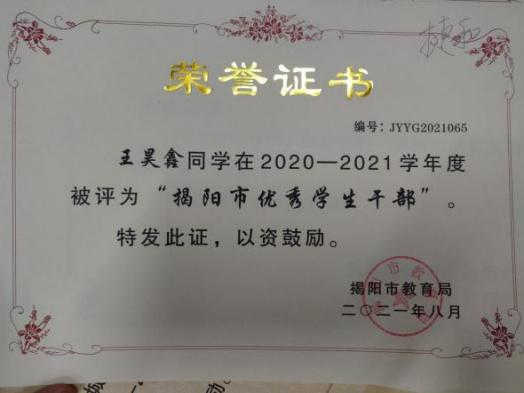 荣誉证书
编号：JYYG2021065
王昊鑫同学在2020—2021学年度
被评为“揭阳市优秀学生干部”。
特发此证，以资鼓励。
揭阳市教育局
二〇二一年八月